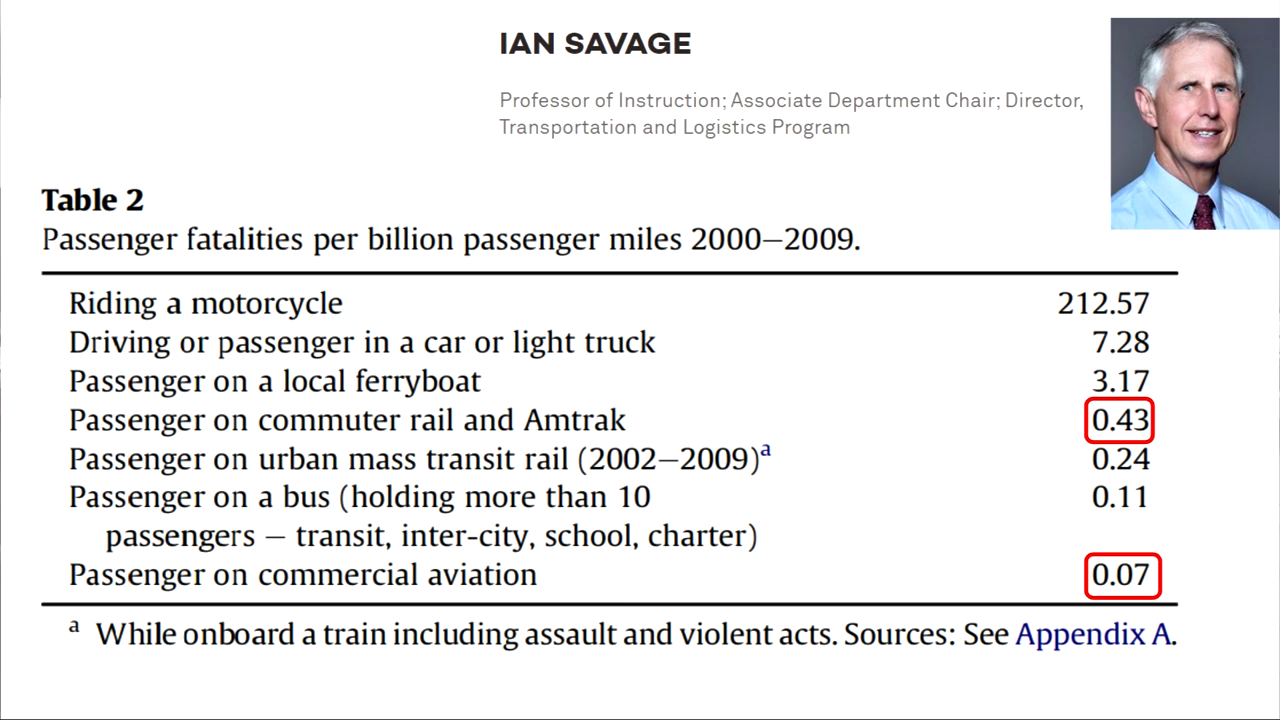 IAN SAVAGE
Professor of Instruction; Associate Department Chair; Director,
Transportation and Logistics Program
Table 2
Passenger fatalities per billion passenger miles 2000–2009.
Riding a motorcycle 212.57
Driving or passenger in a car or light truck 7.28
Passenger on a local ferryboat 3.17
Passenger on commuter rail and Amtrak 0.43
Passenger on urban mass transit rail (2002–2009)ᵃ 0.24
Passenger on a bus (holding more than 10 0.11
passengers – transit, inter-city, school, charter)
Passenger on commercial aviation 0.07
ᵃ While onboard a train including assault and violent acts. Sources: See Appendix A.